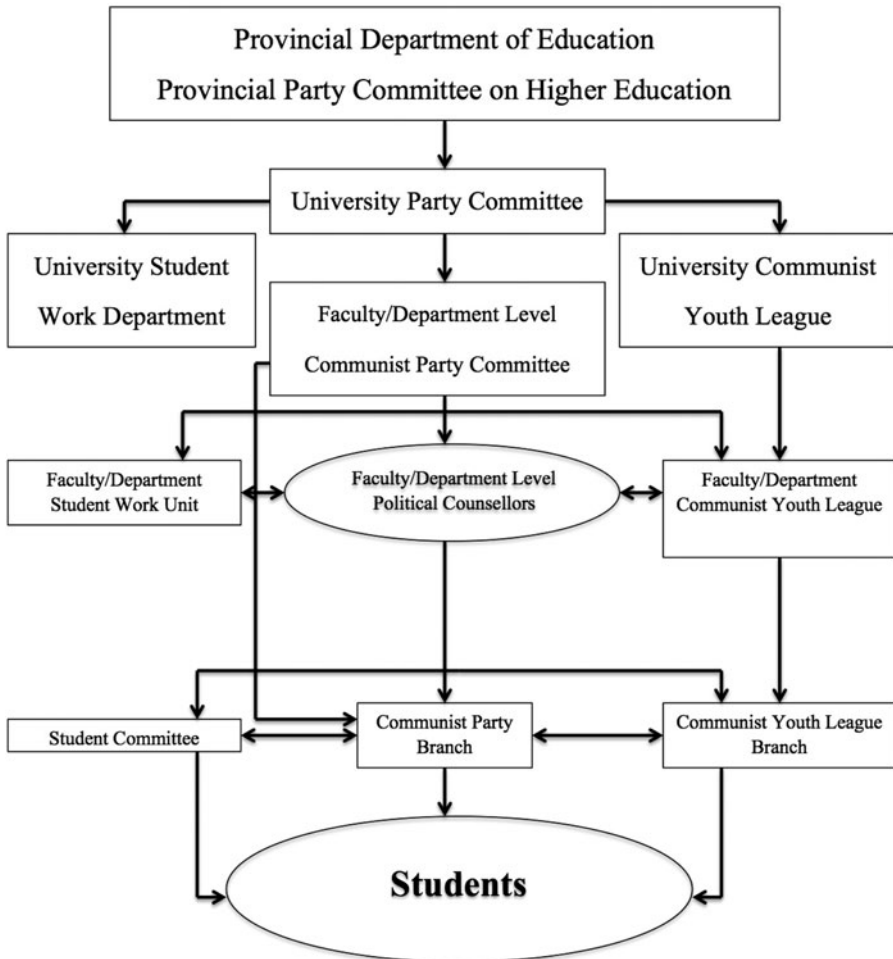 Provincial Department of Education
Provincial Party Committee on Higher Education
University Party Committee
University Student
Work Department
Faculty/Department Level
Communist Party Committee
University Communist
Youth League
Faculty/Department
Student Work Unit
Faculty/Department Level
Political Counsellors
Faculty/Department
Communist Youth League
Student Committee
Communist Party
Branch
Communist Youth League
Branch
Students